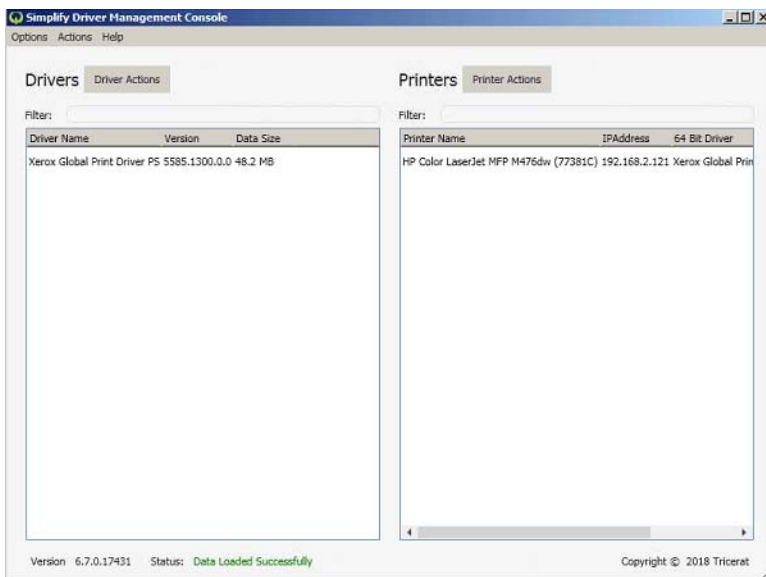 Simplify Driver Management Console
Options Actions Help
Drivers Driver Actions
Filter:
Driver Name Version Data Size
Xerox Global Print Driver PS 5585.1300.0.0 48.2 MB
Printers Printer Actions
Filter:
Printer Name IPAddress 64 Bit Driver
HP Color LaserJet MFP M476dw (77381C) 192.168.2.121 Xerox Global Prin
Version 6.7.0.17431 Status: Data Loaded Successfully
Copyright © 2018 Tricerat